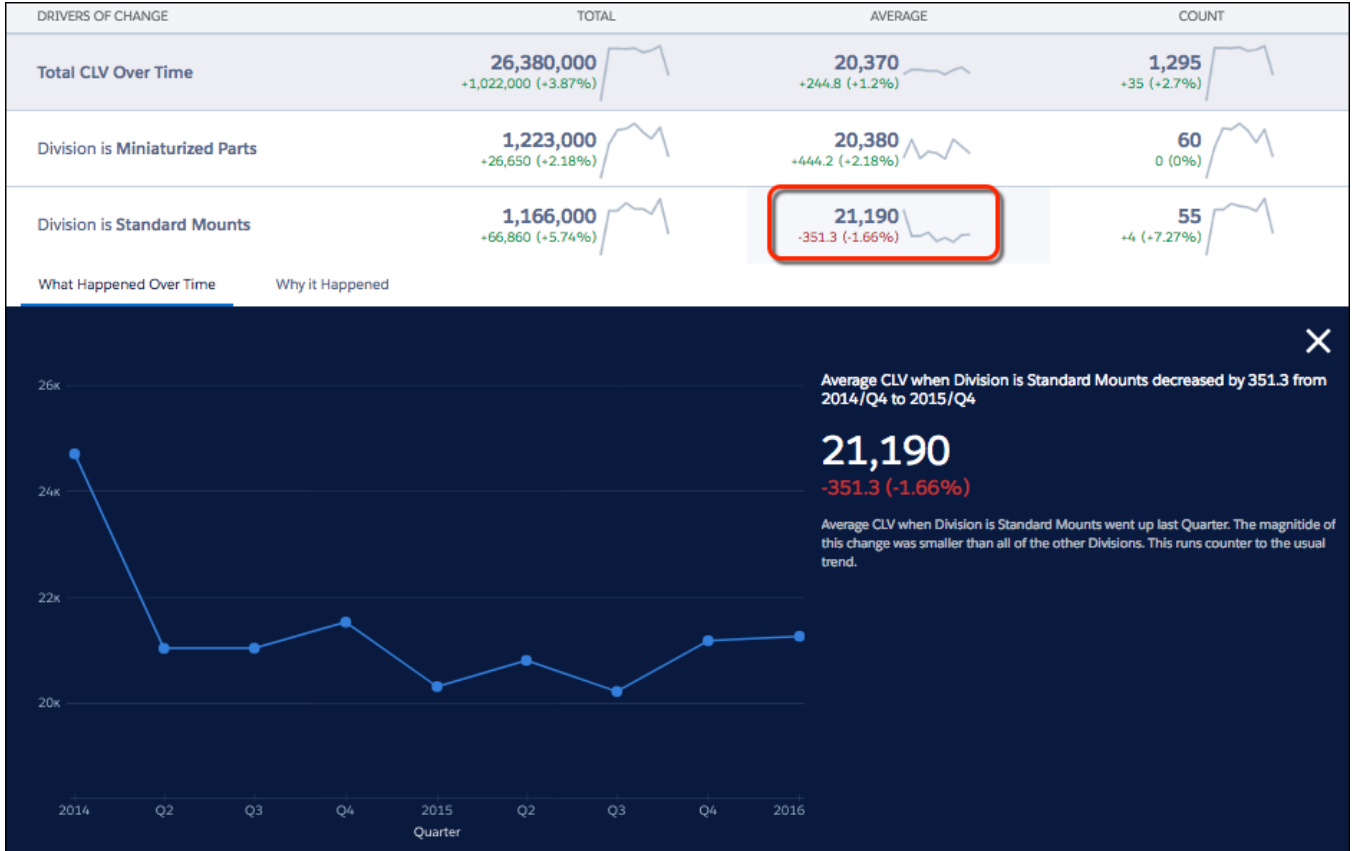 DRIVERS OF CHANGE TOTAL AVERAGE COUNT
Total CLV Over Time 26,380,000 20,370 1,295
+1,022,000 (+3.87%) +244.8 (+1.2%) +35 (+2.7%)
Division is Miniaturized Parts 1,223,000 20,380 60
+26,650 (+2.18%) +444.2 (+2.18%) 0 (0%)
Division is Standard Mounts 1,166,000 21,190 55
+66,860 (+5.74%) -351.3 (-1.66%) +4 (+7.27%)
What Happened Over Time Why it Happened
Average CLV when Division is Standard Mounts decreased by 351.3 from
2014/Q4 to 2015/Q4
21,190
-351.3 (-1.66%)
Average CLV when Division is Standard Mounts went up last Quarter. The magnitide of
this change was smaller than all of the other Divisions. This runs counter to the usual
trend.
26K
24K
22K
20K
2014 Q2 Q3 Q4 2015 Q2 Q3 Q4 2016
Quarter